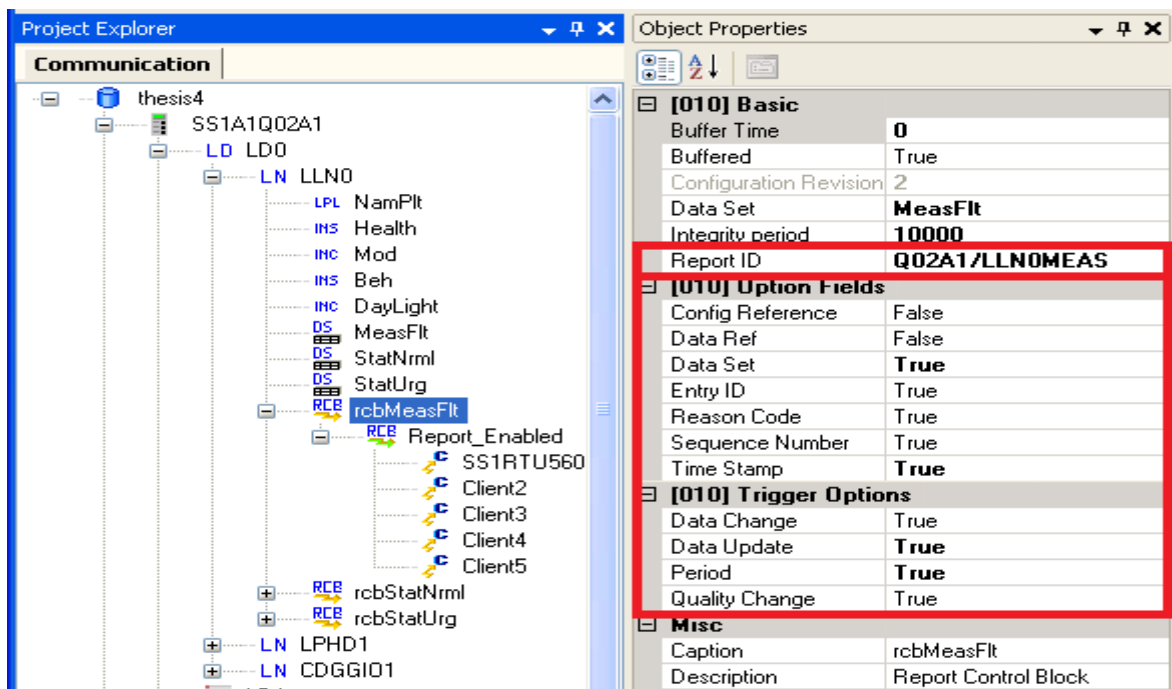 Project Explorer
Communication
thesis4
SS1A1Q02A1
LD LD0
LN LLN0
LPL NamPlt
INS Health
INC Mod
INS Beh
INC DayLight
DS MeasFlt
DS StatNrml
DS StatUrg
RCB rcbMeasFlt
RCB Report_Enabled
C SS1RTU560
C Client2
C Client3
C Client4
C Client5
RCB rcbStatNrml
RCB rcbStatUrg
LN LPHD1
LN CDGGIO1
Object Properties
A Z
[010] Basic
Buffer Time 0
Buffered True
Configuration Revision 2
Data Set MeasFlt
Integrity period 10000
Report ID Q02A1/LLN0MEAS
[010] Option Fields
Config Reference False
Data Ref False
Data Set True
Entry ID True
Reason Code True
Sequence Number True
Time Stamp True
[010] Trigger Options
Data Change True
Data Update True
Period True
Quality Change True
Misc
Caption rcbMeasFlt
Description Report Control Block